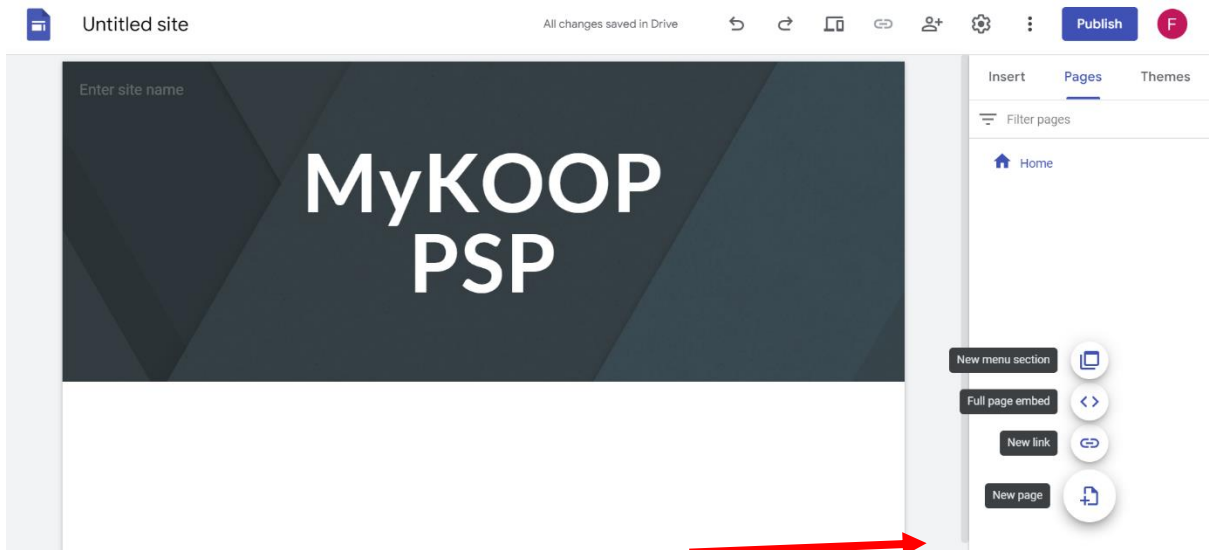 Untitled site
All changes saved in Drive
Publish
F
Insert Pages Themes
Enter site name
Filter pages
MyKOOP
PSP
Home
New menu section
Full page embed
New link
New page